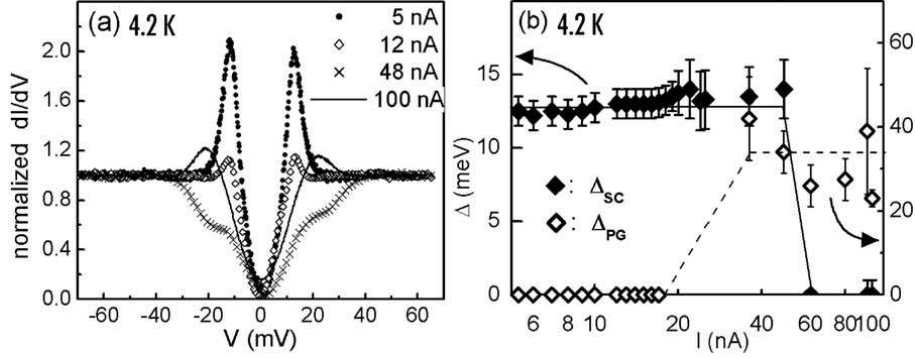 (a) 4.2 K
5 nA
12 nA
48 nA
100 nA
normalized dI/dV
2.0
1.6
1.2
0.8
0.4
0.0
-60 -40 -20 0 20 40 60
V (mV)
(b) 4.2 K
Δ (meV)
15
10
5
0
◆ : Δ_SC
◇ : Δ_PG
60
40
20
0
6 8 10 20 40 60 80 100
I (nA)